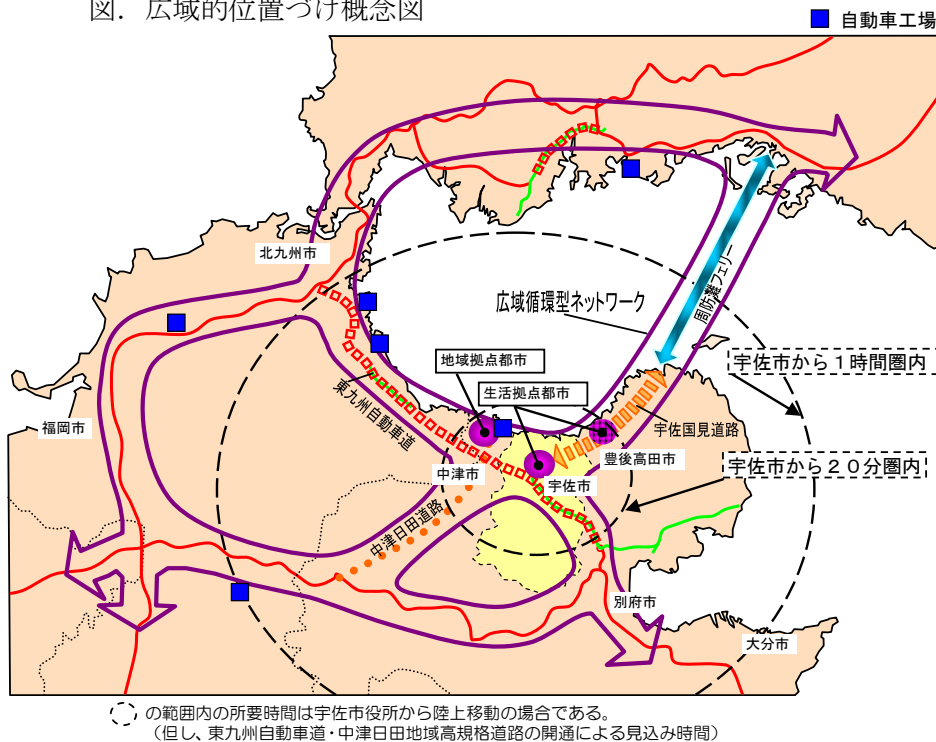 図．広域的位置づけ概念図
自動車工場
北九州市
広域循環型ネットワーク
周防灘フェリー
地域拠点都市
宇佐市から１時間圏内
生活拠点都市
東九州自動車道
福岡市
宇佐国見道路
中津市
豊後高田市
宇佐市から２０分圏内
宇佐市
中津日田道路
別府市
大分市
の範囲内の所要時間は宇佐市役所から陸上移動の場合である。
（但し、東九州自動車道・中津日田地域高規格道路の開通による見込み時間）